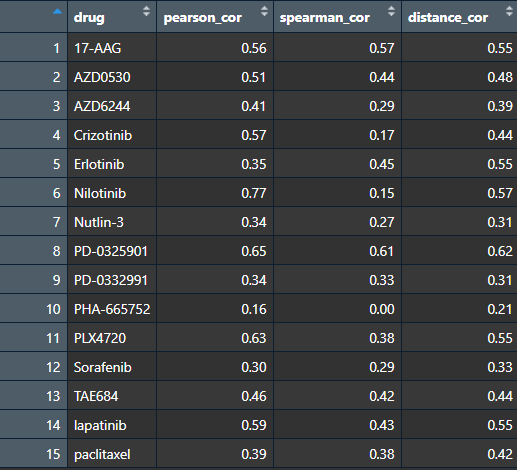 drug pearson_cor spearman_cor distance_cor
1 17-AAG 0.56 0.57 0.55
2 AZD0530 0.51 0.44 0.48
3 AZD6244 0.41 0.29 0.39
4 Crizotinib 0.57 0.17 0.44
5 Erlotinib 0.35 0.45 0.55
6 Nilotinib 0.77 0.15 0.57
7 Nutlin-3 0.34 0.27 0.31
8 PD-0325901 0.65 0.61 0.62
9 PD-0332991 0.34 0.33 0.31
10 PHA-665752 0.16 0.00 0.21
11 PLX4720 0.63 0.38 0.55
12 Sorafenib 0.30 0.29 0.33
13 TAE684 0.46 0.42 0.44
14 lapatinib 0.59 0.43 0.55
15 paclitaxel 0.39 0.38 0.42